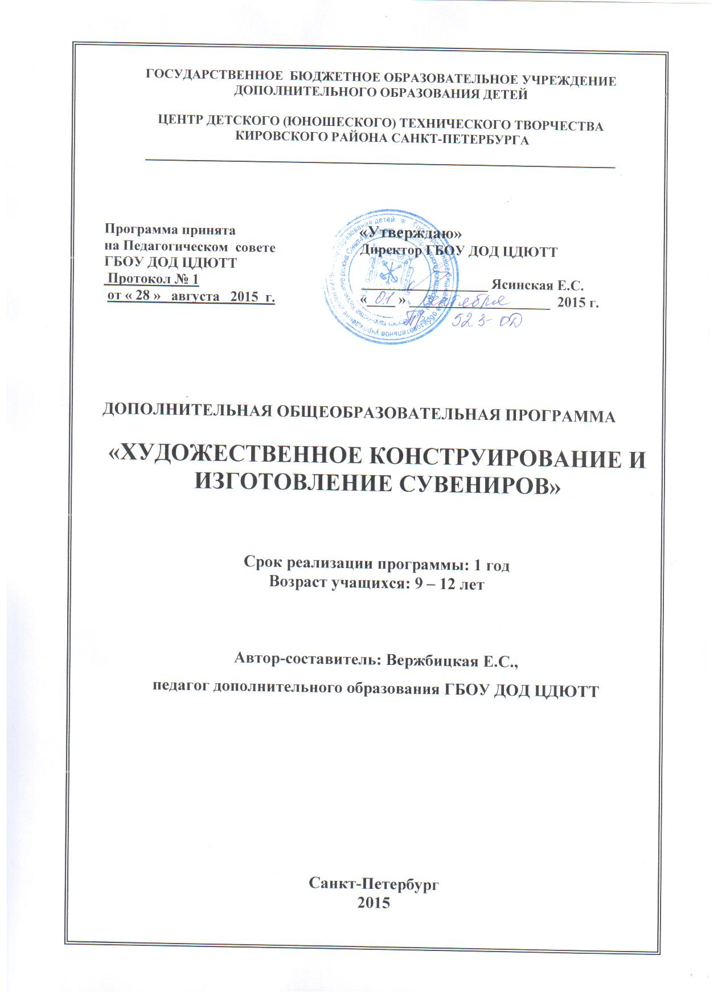 ГОСУДАРСТВЕННОЕ БЮДЖЕТНОЕ ОБРАЗОВАТЕЛЬНОЕ УЧРЕЖДЕНИЕ
ДОПОЛНИТЕЛЬНОГО ОБРАЗОВАНИЯ ДЕТЕЙ
ЦЕНТР ДЕТСКОГО (ЮНОШЕСКОГО) ТЕХНИЧЕСКОГО ТВОРЧЕСТВА
КИРОВСКОГО РАЙОНА САНКТ-ПЕТЕРБУРГА
Программа принята
на Педагогическом совете
ГБОУ ДОД ЦДЮТТ
Протокол № 1
от « 28 » августа 2015 г.
«Утверждаю»
Директор ГБОУ ДОД ЦДЮТТ
Ясинская Е.С.
« 01 » сентября 2015 г.
Пр. 52.3-ОД
ДОПОЛНИТЕЛЬНАЯ ОБЩЕОБРАЗОВАТЕЛЬНАЯ ПРОГРАММА
«ХУДОЖЕСТВЕННОЕ КОНСТРУИРОВАНИЕ И
ИЗГОТОВЛЕНИЕ СУВЕНИРОВ»
Срок реализации программы: 1 год
Возраст учащихся: 9 – 12 лет
Автор-составитель: Вержбицкая Е.С.,
педагог дополнительного образования ГБОУ ДОД ЦДЮТТ
Санкт-Петербург
2015